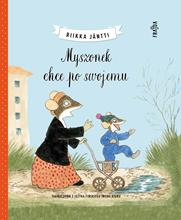 RIIKKA JÄNTTI
Myszonek
chce po swojemu